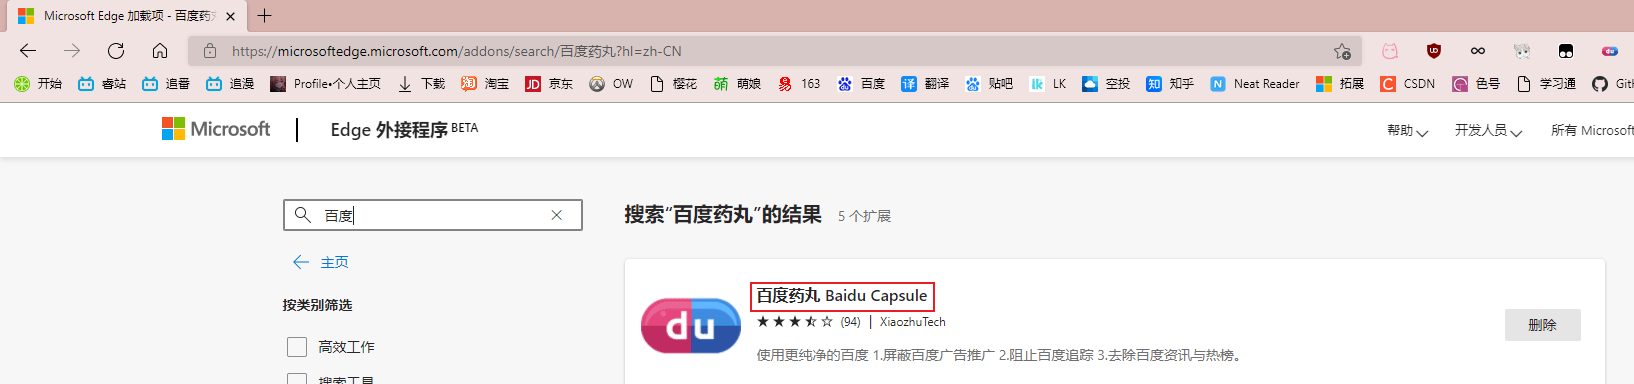 Microsoft Edge 加载项 - 百度药丸
https://microsoftedge.microsoft.com/addons/search/百度药丸?hl=zh-CN
开始 睿站 追番 追漫 Profile•个人主页 下载 淘宝 京东 OW 樱花 萌娘 163 百度 翻译 贴吧 LK 空投 知乎 Neat Reader 拓展 CSDN 色号 学习通 Gith
Microsoft Edge 外接程序 BETA 帮助 开发人员 所有 Microsoft
百度
搜索“百度药丸”的结果 5 个扩展
主页
按类别筛选
百度药丸 Baidu Capsule
du
(94) | XiaozhuTech
删除
高效工作
使用更纯净的百度 1.屏蔽百度广告推广 2.阻止百度追踪 3.去除百度资讯与热榜。
搜索工具